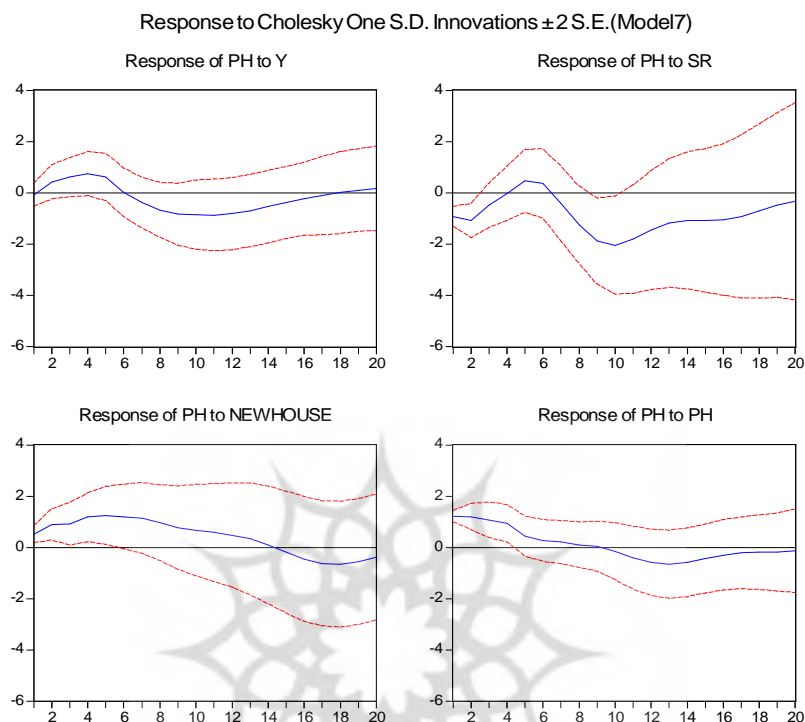 Response to Cholesky One S.D. Innovations ±2 S.E.(Model7)
Response of PH to Y
Response of PH to SR
4
2
0
-2
-4
-6
2 4 6 8 10 12 14 16 18 20
4
2
0
-2
-4
-6
2 4 6 8 10 12 14 16 18 20
Response of PH to NEWHOUSE
Response of PH to PH
4
2
0
-2
-4
-6
2 4 6 8 10 12 14 16 18 20
4
2
0
-2
-4
-6
2 4 6 8 10 12 14 16 18 20